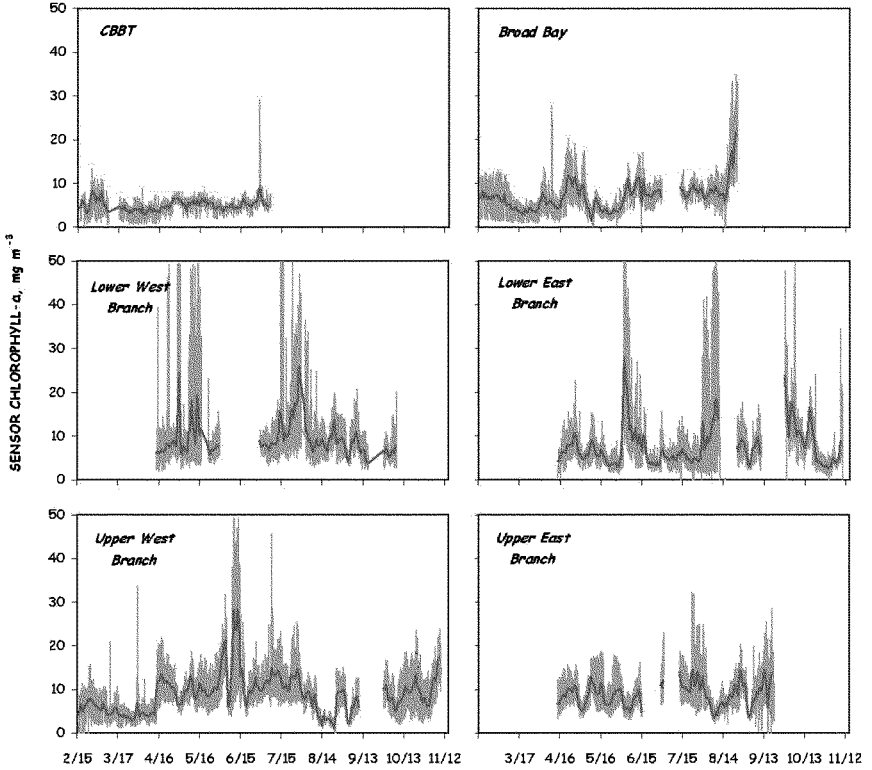 50
40
30
20
10
0
CBBT
Broad Bay
SENSOR CHLOROPHYLL-a, mg m⁻³
50
40
30
20
10
0
Lower West
Branch
Lower East
Branch
50
40
30
20
10
0
Upper West
Branch
Upper East
Branch
2/15 3/17 4/16 5/16 6/15 7/15 8/14 9/13 10/13 11/12
3/17 4/16 5/16 6/15 7/15 8/14 9/13 10/13 11/12